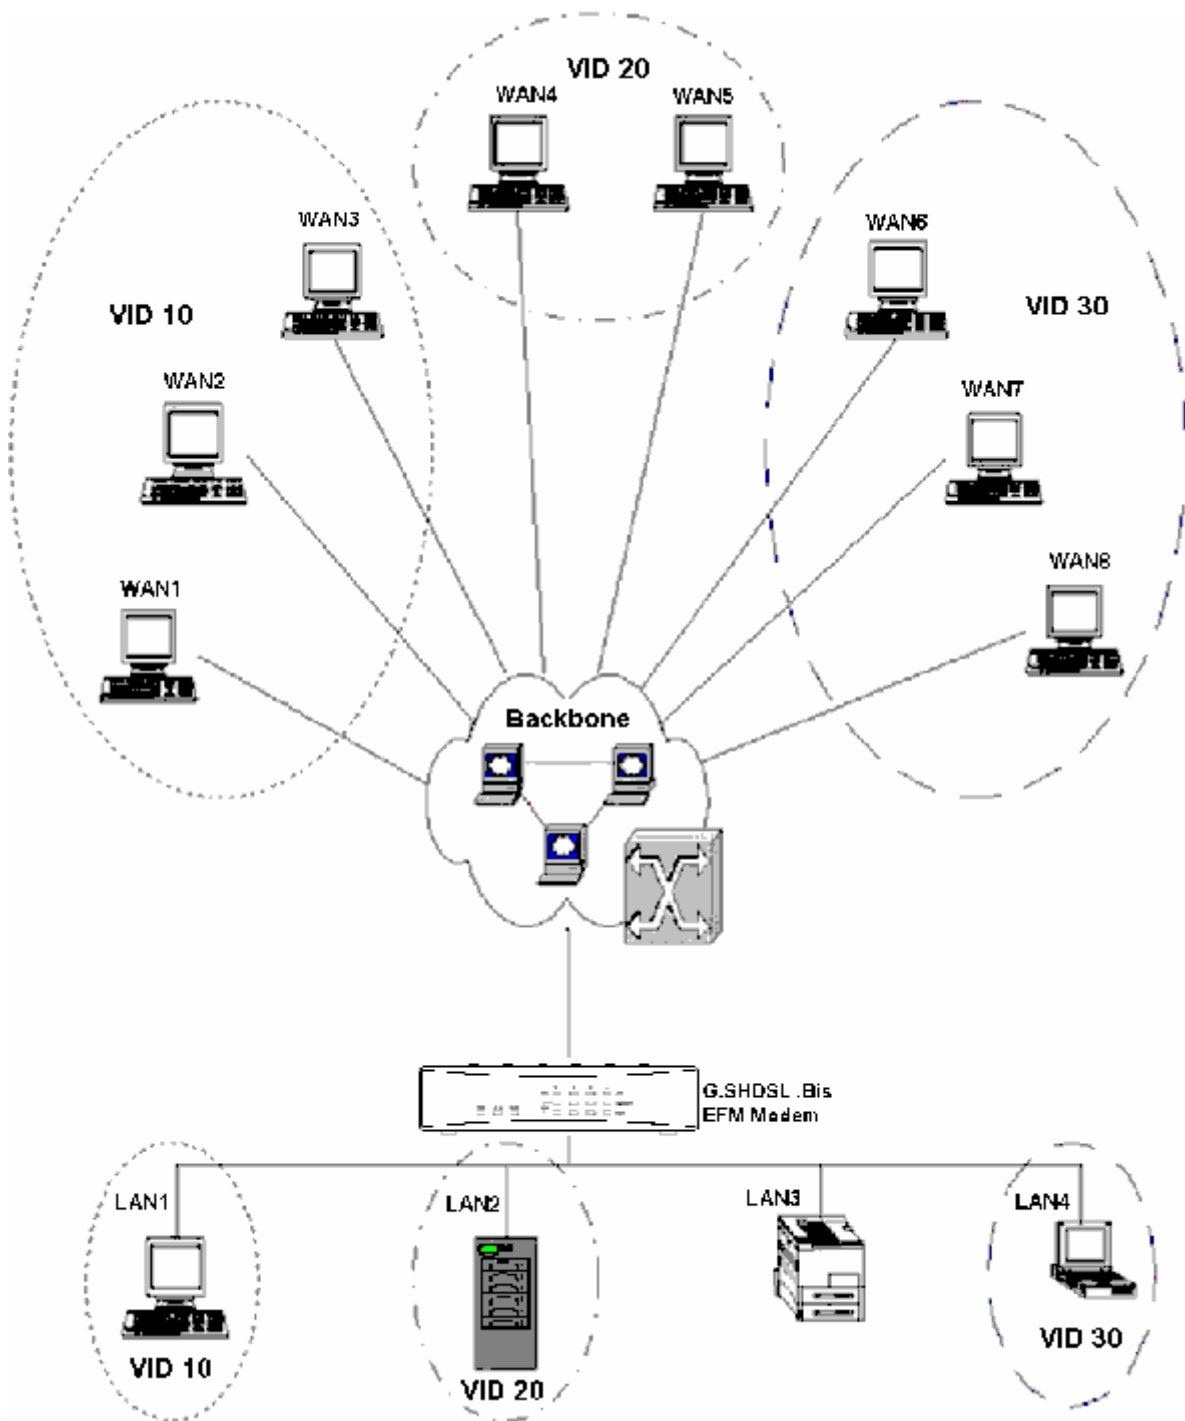 VID 20
WAN4
WAN5
WAN3
WAN6
VID 10
VID 30
WAN2
WAN7
WAN1
WAN8
Backbone
G.SHDSL .Bis
EFM Modem
LAN1
LAN2
LAN3
LAN4
VID 10
VID 20
VID 30